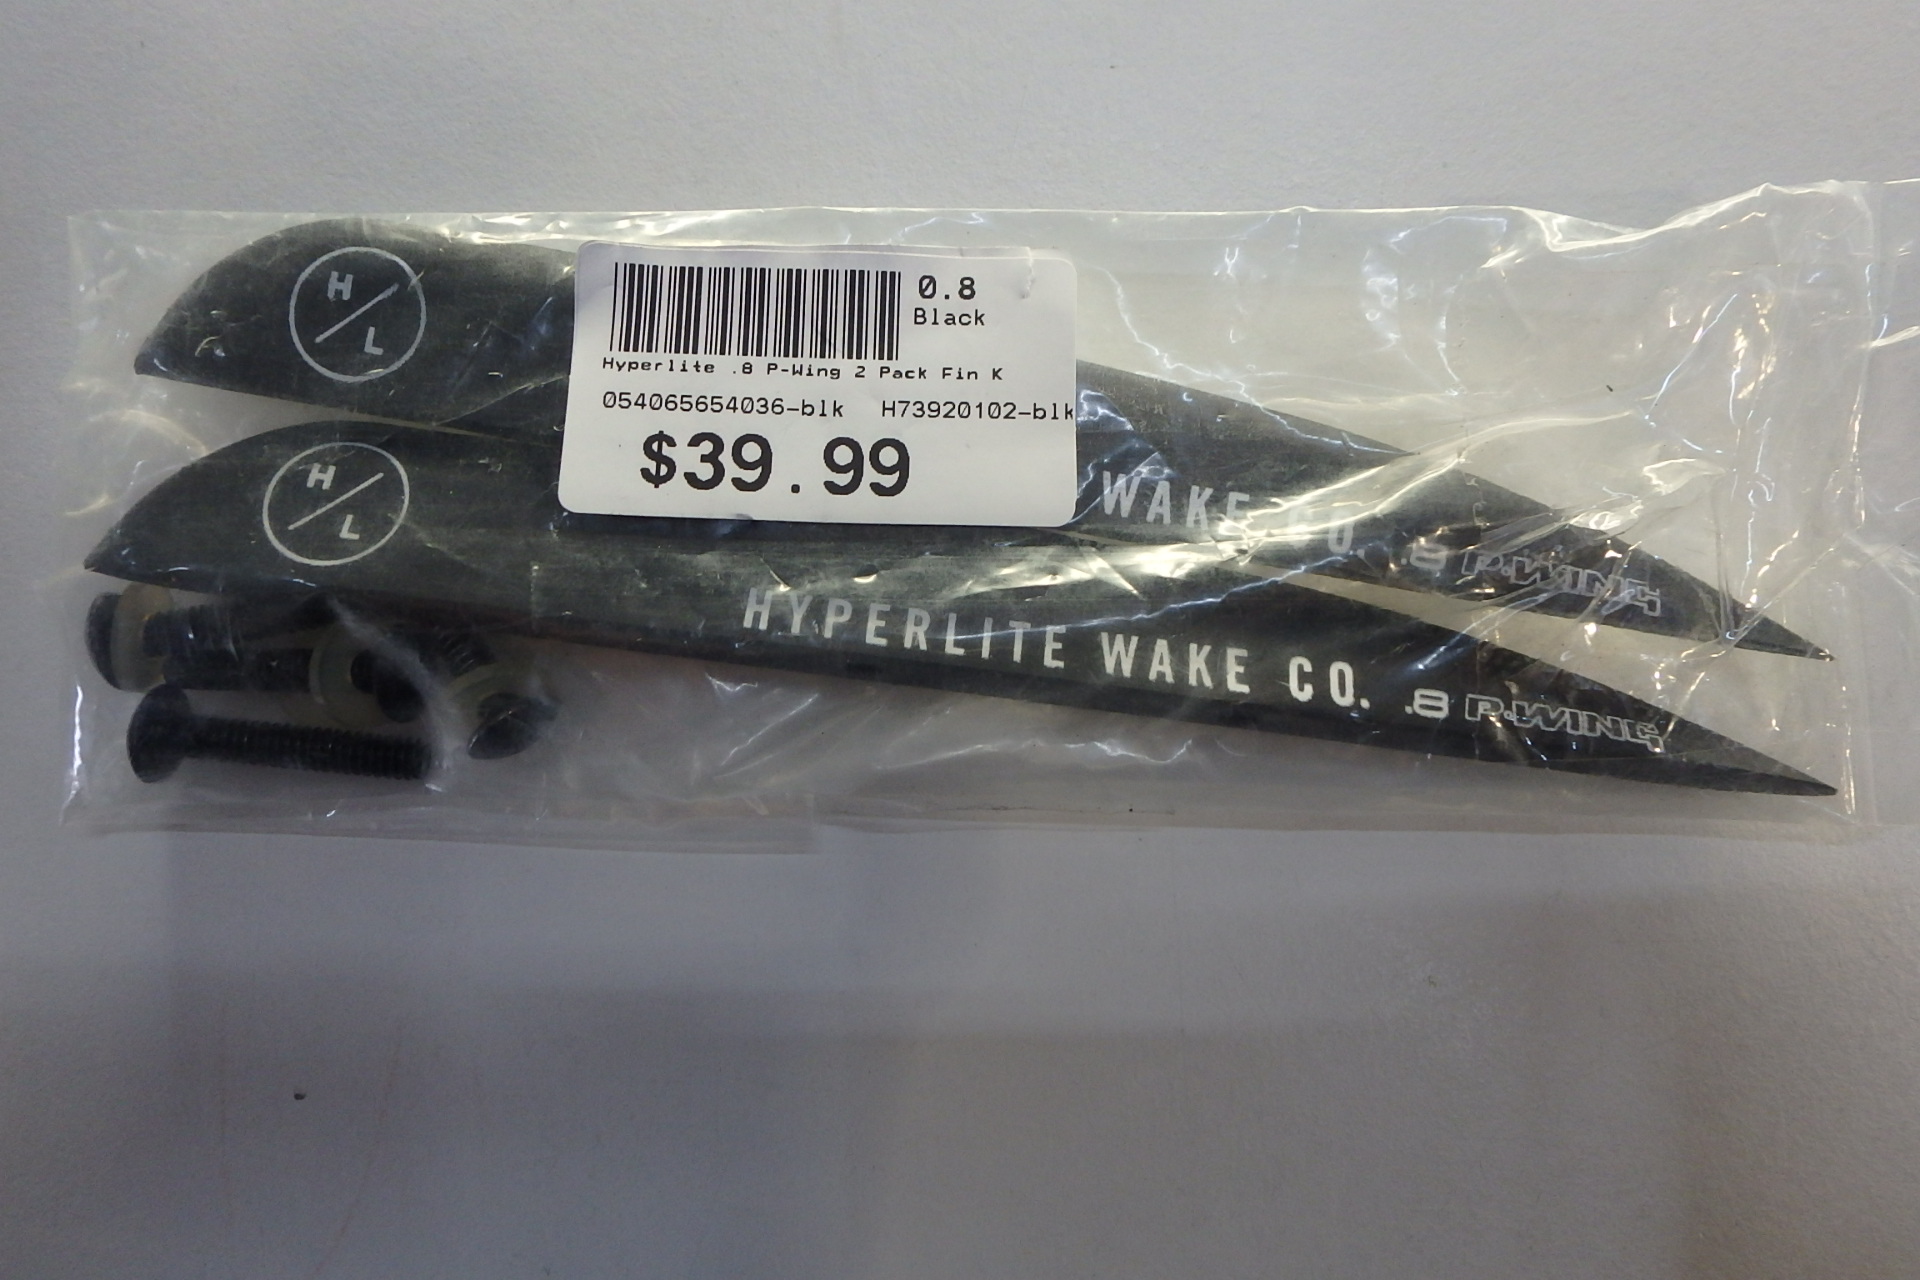 H/L
0.8
Black
Hyperlite .8 P-Wing 2 Pack Fin K
054065654036-blk H73920102-blk
$39.99
WAKE CO. .8 P-WING
H/L
HYPERLITE WAKE CO. .8 P-WING